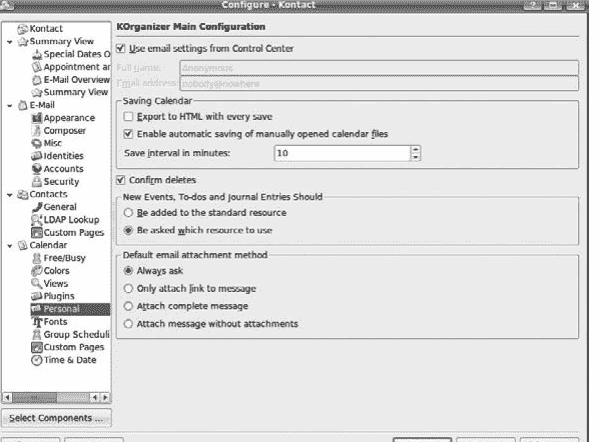 Configure - Kontact
Kontact
Summary View
Special Dates O
Appointment ar
E-Mail Overview
Summary View
E-Mail
Appearance
Composer
Misc
Identities
Accounts
Security
Contacts
General
LDAP Lookup
Custom Pages
Calendar
Free/Busy
Colors
Views
Plugins
Personal
Fonts
Group Scheduli
Custom Pages
Time & Date
Select Components ...
KOrganizer Main Configuration
Use email settings from Control Center
Full name: Anonymous
Email address: nobody@nowhere
Saving Calendar
Export to HTML with every save
Enable automatic saving of manually opened calendar files
Save interval in minutes: 10
Confirm deletes
New Events, To-dos and Journal Entries Should
Be added to the standard resource
Be asked which resource to use
Default email attachment method
Always ask
Only attach link to message
Attach complete message
Attach message without attachments